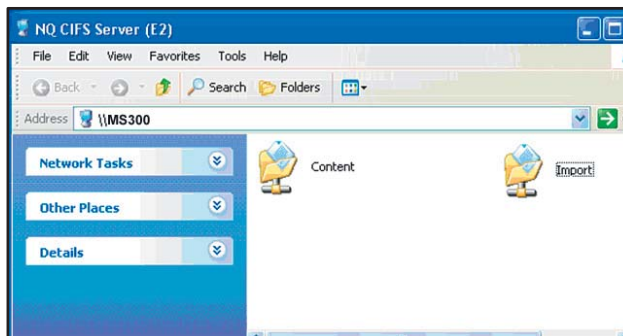 NQ CIFS Server (E2)
File Edit View Favorites Tools Help
Back Search Folders
Address \\MS300
Network Tasks
Content
Import
Other Places
Details